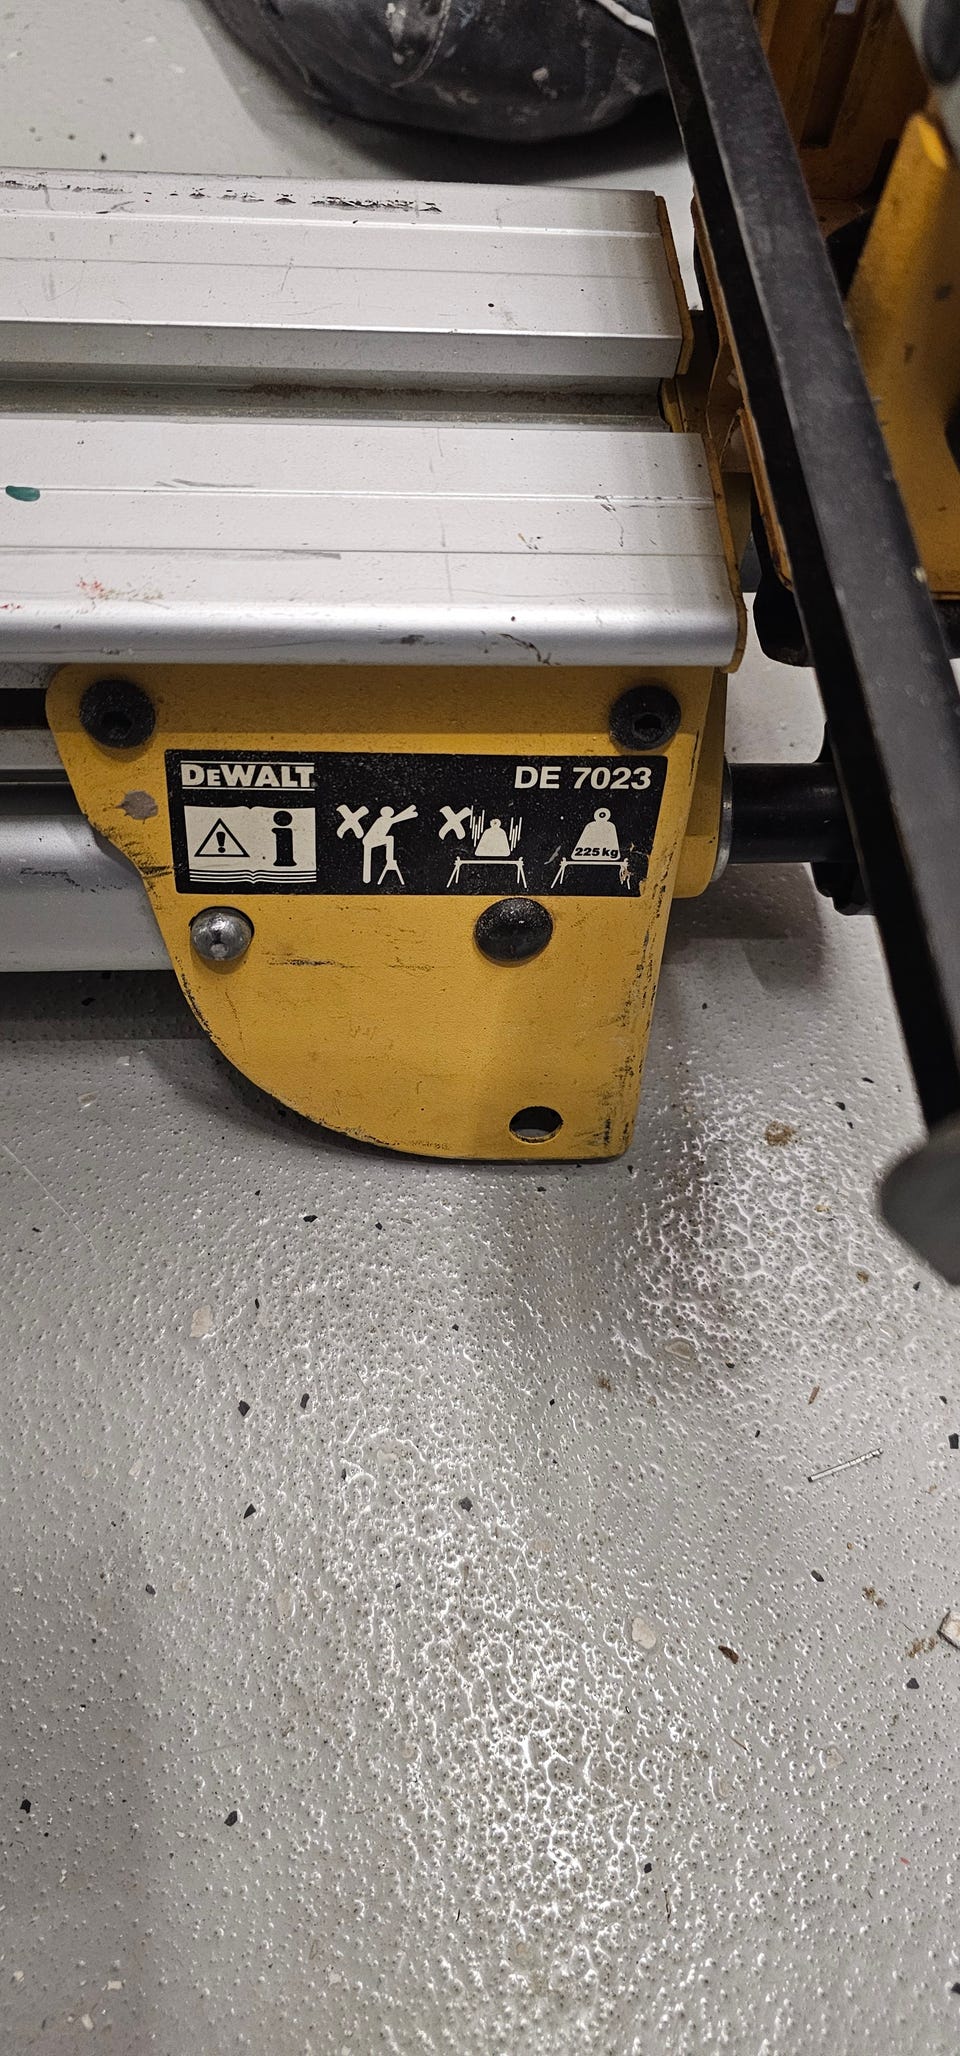 DEWALT
DE 7023
i
225 kg